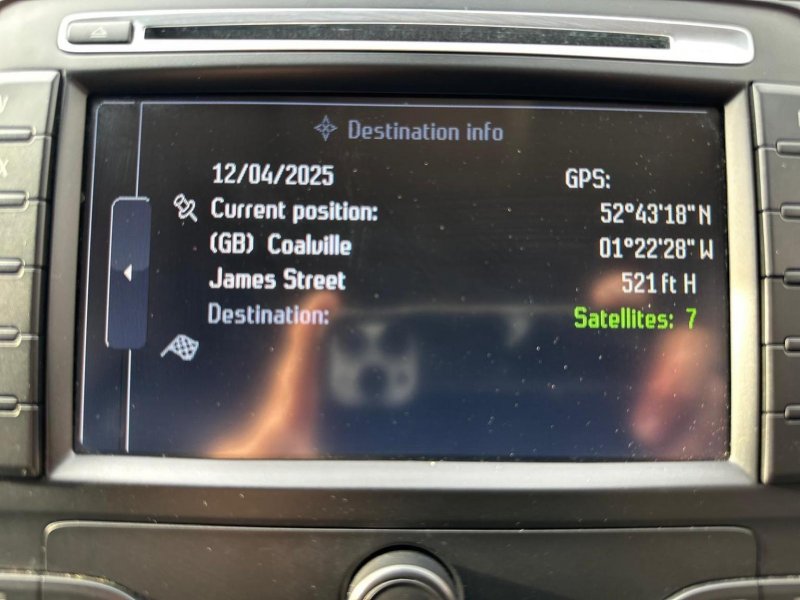 Destination info
12/04/2025 GPS:
Current position: 52°43'18" N
(GB) Coalville 01°22'28" W
James Street 521 ft H
Destination: Satellites: 7